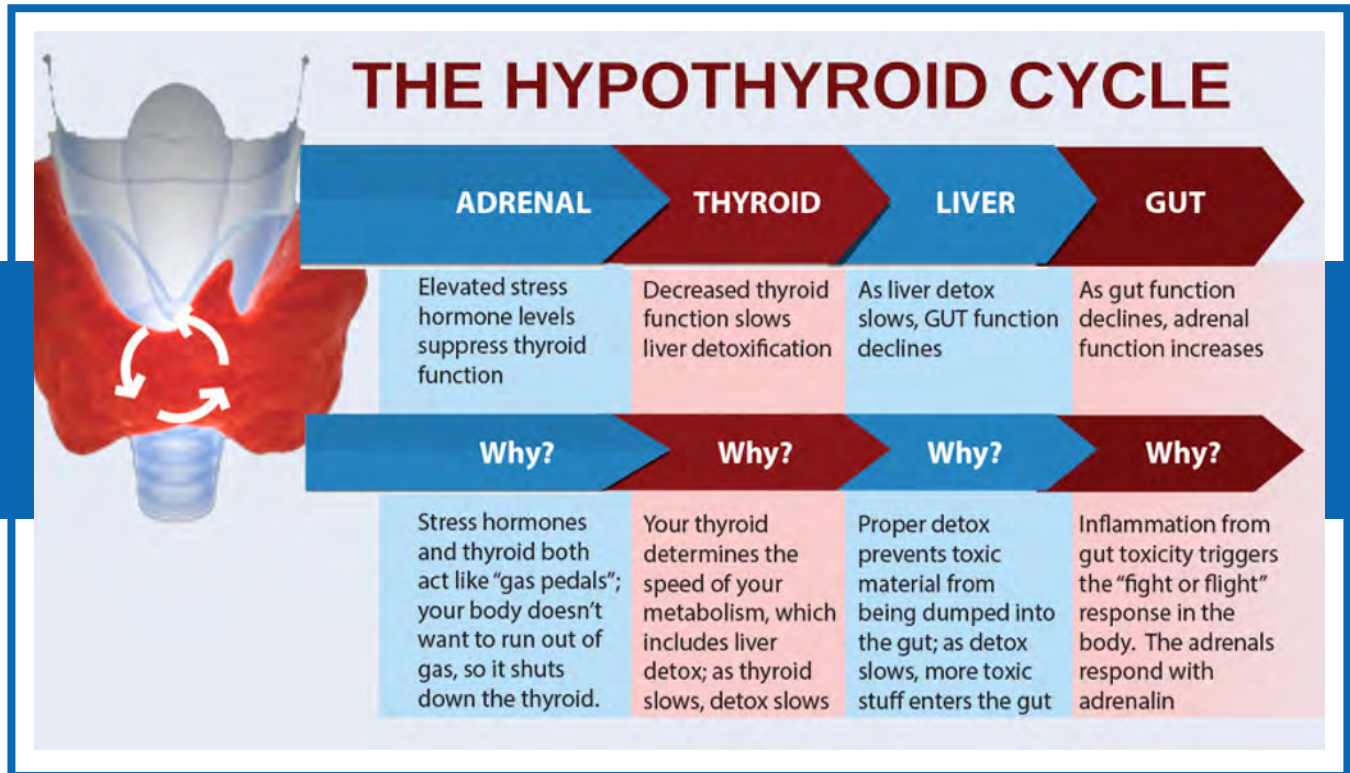 THE HYPOTHYROID CYCLE
ADRENAL
THYROID
LIVER
GUT
Elevated stress
hormone levels
suppress thyroid
function
Decreased thyroid
function slows
liver detoxification
As liver detox
slows, GUT function
declines
As gut function
declines, adrenal
function increases
Why?
Why?
Why?
Why?
Stress hormones
and thyroid both
act like “gas pedals”;
your body doesn’t
want to run out of
gas, so it shuts
down the thyroid.
Your thyroid
determines the
speed of your
metabolism, which
includes liver
detox; as thyroid
slows, detox slows
Proper detox
prevents toxic
material from
being dumped into
the gut; as detox
slows, more toxic
stuff enters the gut
Inflammation from
gut toxicity triggers
the “fight or flight”
response in the
body.  The adrenals
respond with
adrenalin